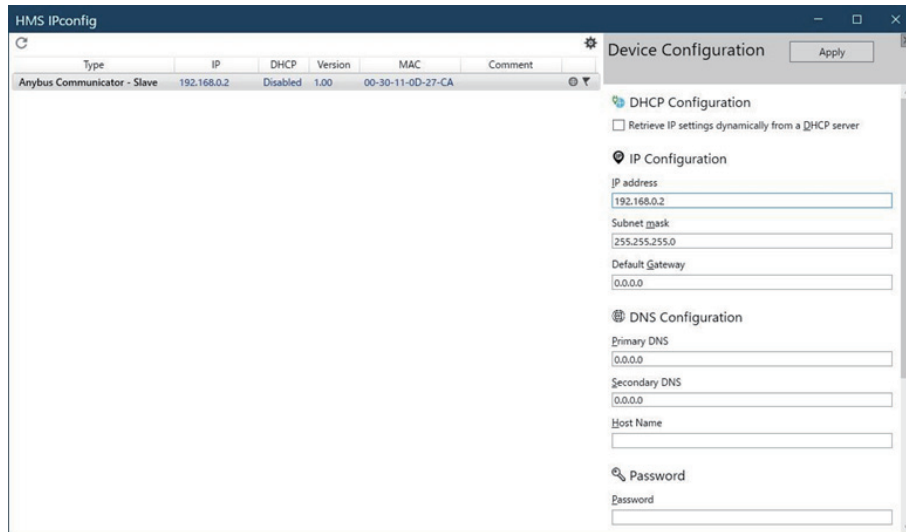 HMS IPconfig
Type IP DHCP Version MAC Comment
Anybus Communicator - Slave 192.168.0.2 Disabled 1.00 00-30-11-0D-27-CA
Device Configuration
Apply
DHCP Configuration
Retrieve IP settings dynamically from a DHCP server
IP Configuration
IP address
192.168.0.2
Subnet mask
255.255.255.0
Default Gateway
0.0.0.0
DNS Configuration
Primary DNS
0.0.0.0
Secondary DNS
0.0.0.0
Host Name
Password
Password